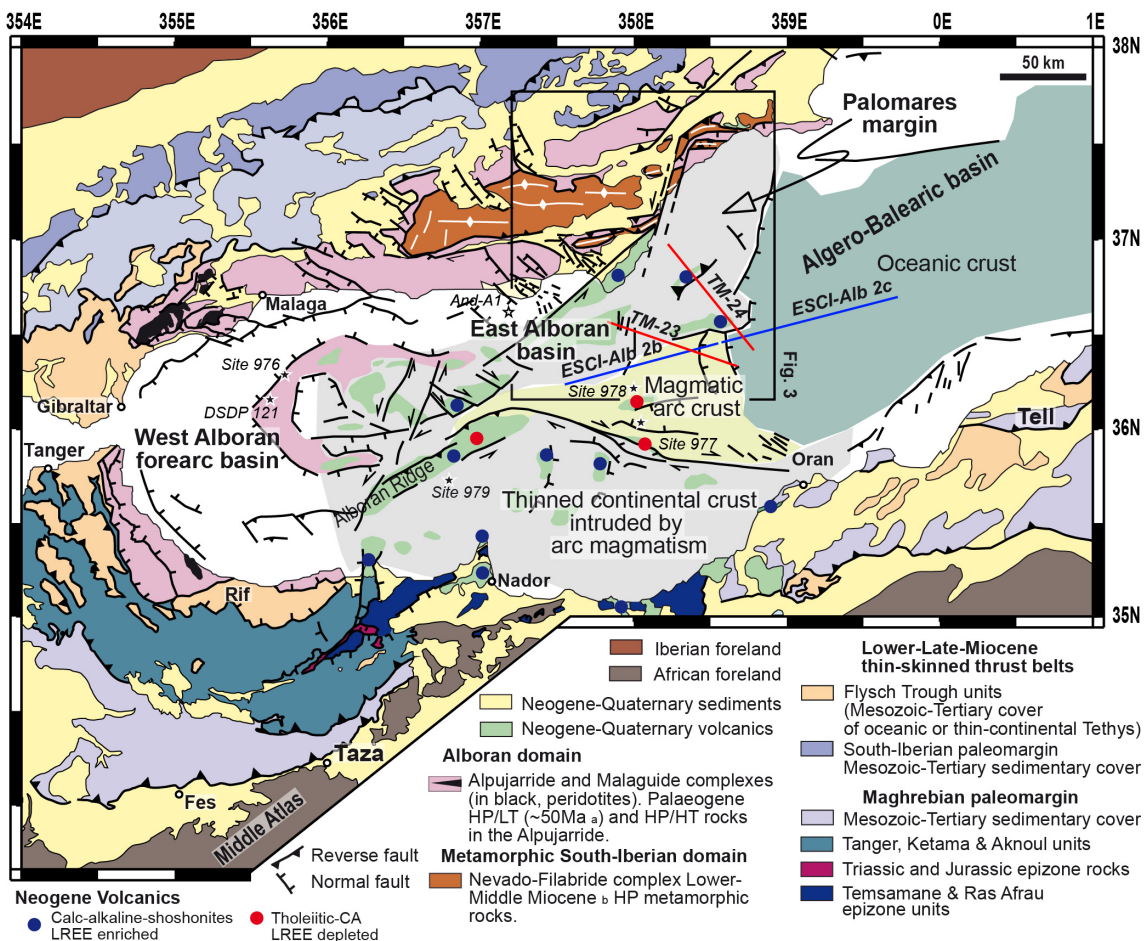 354E 355E 356E 357E 358E 359E 0E 1E
38N
50 km
Palomares
margin
Algero-Balearic basin
37N
Oceanic crust
Malaga
And-A1
ESCI-Alb 2c
TM-24
East Alboran
basin
TM-23
ESCI-Alb 2b
Fig. 3
Site 976
Site 978
Magmatic
arc crust
Gibraltar
DSDP 121
Tell
Tanger
West Alboran
forearc basin
Site 977
36N
Oran
Alboran Ridge
Site 979
Thinned continental crust
intruded by
arc magmatism
Nador
Rif
35N
Taza
Fes
Middle Atlas
Iberian foreland
African foreland
Neogene-Quaternary sediments
Neogene-Quaternary volcanics
Alboran domain
Alpujarride and Malaguide complexes
(in black, peridotites). Palaeogene
HP/LT (~50Ma a) and HP/HT rocks
in the Alpujarride.
Metamorphic South-Iberian domain
Nevado-Filabride complex Lower-
Middle Miocene b HP metamorphic
rocks.
Lower-Late-Miocene
thin-skinned thrust belts
Flysch Trough units
(Mesozoic-Tertiary cover
of oceanic or thin-continental Tethys)
South-Iberian paleomargin
Mesozoic-Tertiary sedimentary cover
Maghrebian paleomargin
Mesozoic-Tertiary sedimentary cover
Tanger, Ketama & Aknoul units
Triassic and Jurassic epizone rocks
Temsamane & Ras Afrau
epizone units
Reverse fault
Normal fault
Neogene Volcanics
Calc-alkaline-shoshonites
LREE enriched
Tholeiitic-CA
LREE depleted